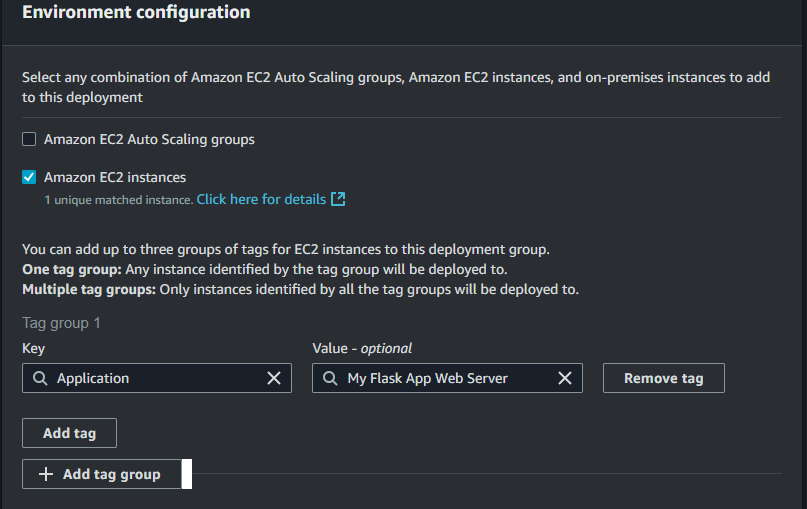 Environment configuration
Select any combination of Amazon EC2 Auto Scaling groups, Amazon EC2 instances, and on-premises instances to add
to this deployment
Amazon EC2 Auto Scaling groups
Amazon EC2 instances
1 unique matched instance. Click here for details
You can add up to three groups of tags for EC2 instances to this deployment group.
One tag group: Any instance identified by the tag group will be deployed to.
Multiple tag groups: Only instances identified by all the tag groups will be deployed to.
Tag group 1
Key Value - optional
Application My Flask App Web Server Remove tag
Add tag
Add tag group